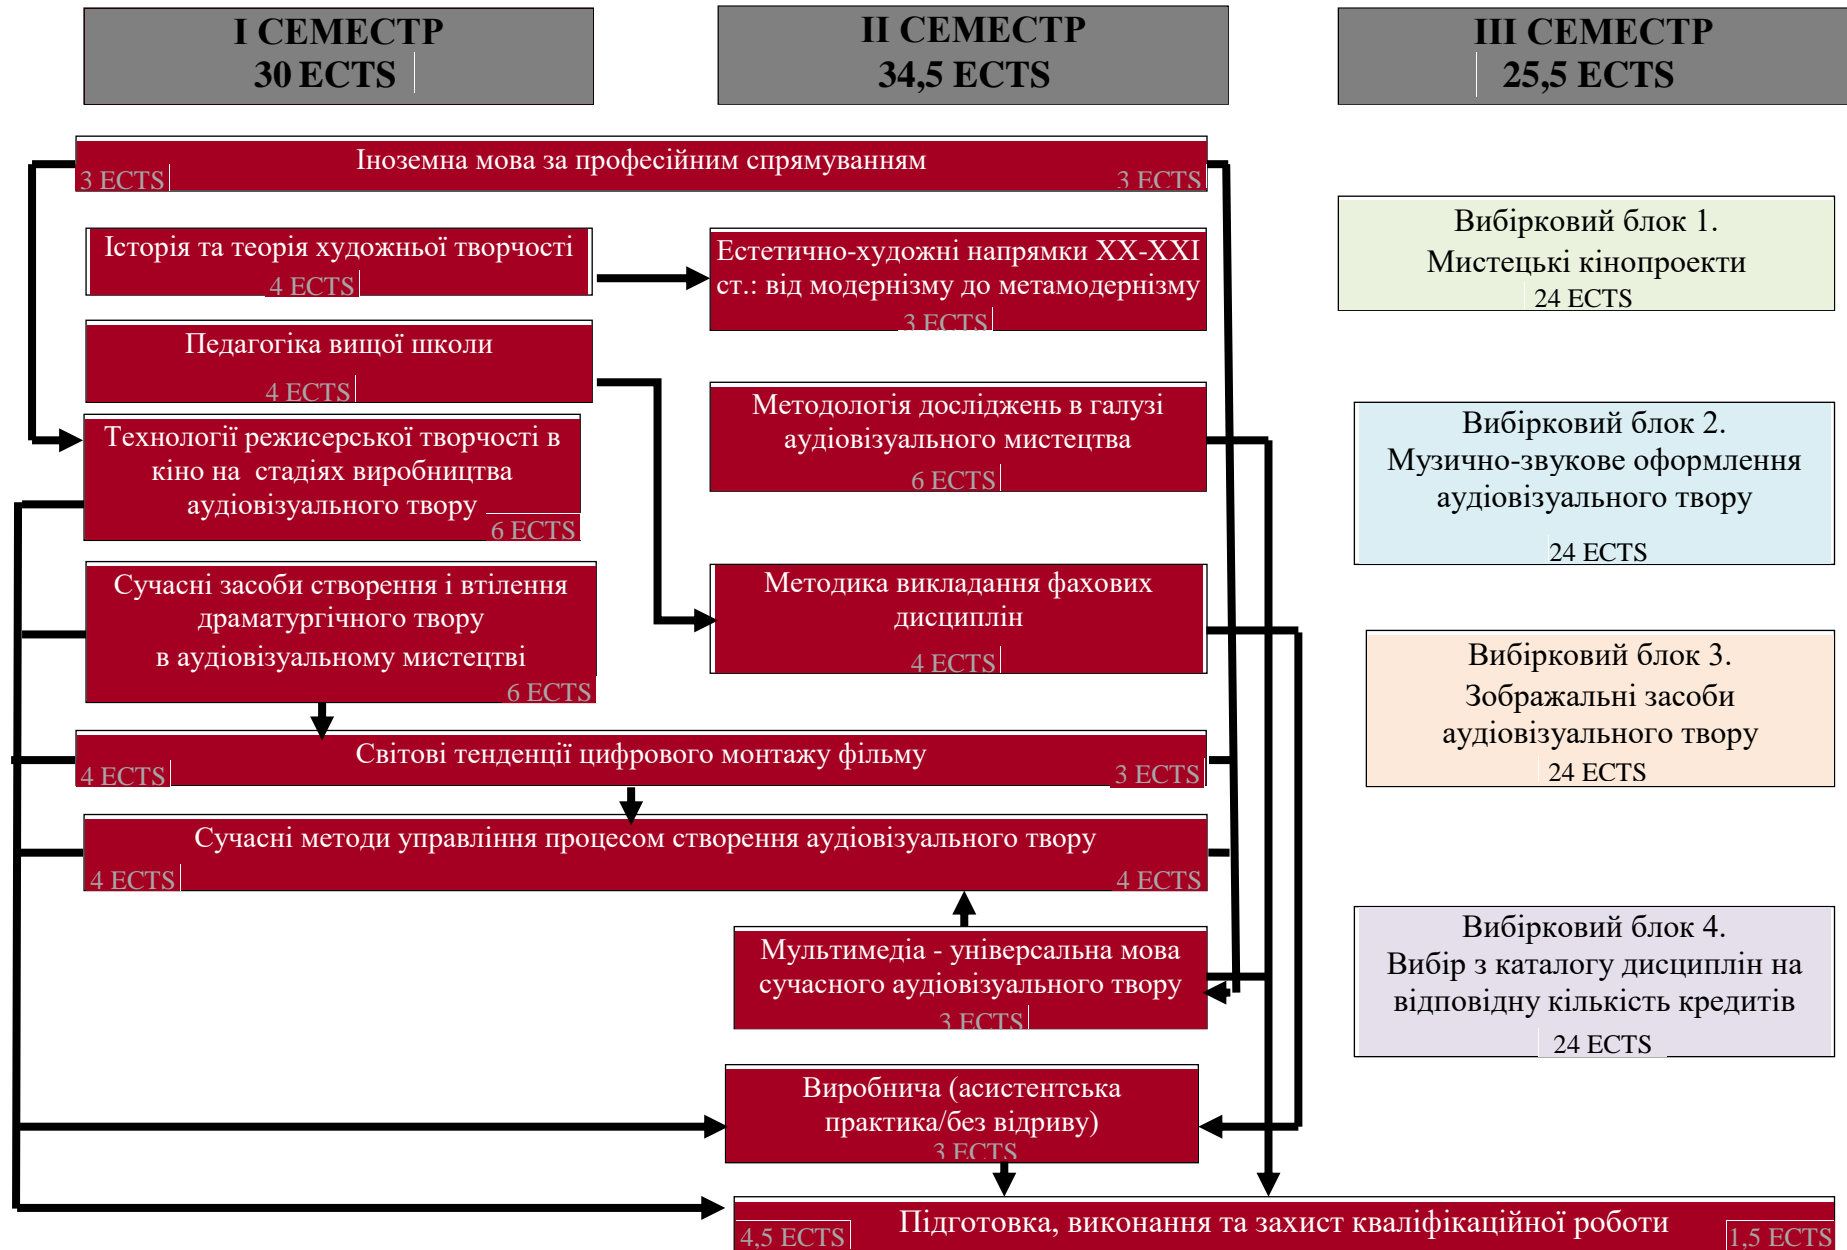 I СЕМЕСТР
30 ECTS
II СЕМЕСТР
34,5 ECTS
III СЕМЕСТР
25,5 ECTS
Іноземна мова за професійним спрямуванням
3 ECTS
3 ECTS
Історія та теорія художньої творчості
4 ECTS
Естетично-художні напрямки XX-XXI
ст.: від модернізму до метамодернізму
3 ECTS
Вибірковий блок 1.
Мистецькі кінопроекти
24 ECTS
Педагогіка вищої школи
4 ECTS
Методологія досліджень в галузі
аудіовізуального мистецтва
6 ECTS
Технології режисерської творчості в
кіно на стадіях виробництва
аудіовізуального твору
6 ECTS
Вибірковий блок 2.
Музично-звукове оформлення
аудіовізуального твору
24 ECTS
Сучасні засоби створення і втілення
драматургічного твору
в аудіовізуальному мистецтві
6 ECTS
Методика викладання фахових
дисциплін
4 ECTS
Вибірковий блок 3.
Зображальні засоби
аудіовізуального твору
24 ECTS
Світові тенденції цифрового монтажу фільму
4 ECTS
3 ECTS
Сучасні методи управління процесом створення аудіовізуального твору
4 ECTS
4 ECTS
Мультимедіа - універсальна мова
сучасного аудіовізуального твору
3 ECTS
Вибірковий блок 4.
Вибір з каталогу дисциплін на
відповідну кількість кредитів
24 ECTS
Виробнича (асистентська
практика/без відриву)
3 ECTS
Підготовка, виконання та захист кваліфікаційної роботи
4,5 ECTS
1,5 ECTS